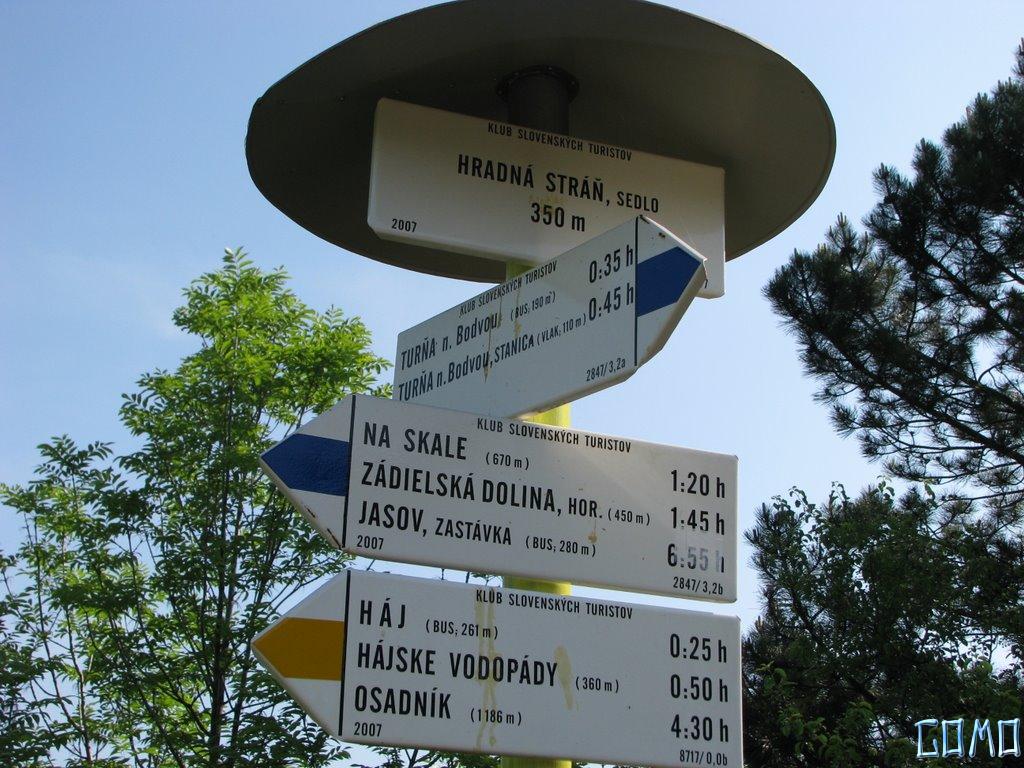 KLUB SLOVENSKÝCH TURISTOV
HRADNÁ STRÁŇ, SEDLO
350 m
2007
KLUB SLOVENSKÝCH TURISTOV
TURŇA n. Bodvou (BUS; 190 m) 0:35 h
TURŇA n. Bodvou, STANICA (VLAK; 110 m) 0:45 h
2847/3,2a
KLUB SLOVENSKÝCH TURISTOV
NA SKALE (670 m) 1:20 h
ZÁDIELSKÁ DOLINA, HOR. (450 m) 1:45 h
JASOV, ZASTÁVKA (BUS; 280 m) 6:55 h
2007 2847/3,2b
KLUB SLOVENSKÝCH TURISTOV
HÁJ (BUS; 261 m) 0:25 h
HÁJSKE VODOPÁDY (360 m) 0:50 h
OSADNÍK (1186 m) 4:30 h
2007 8717/0,0b
GOMO